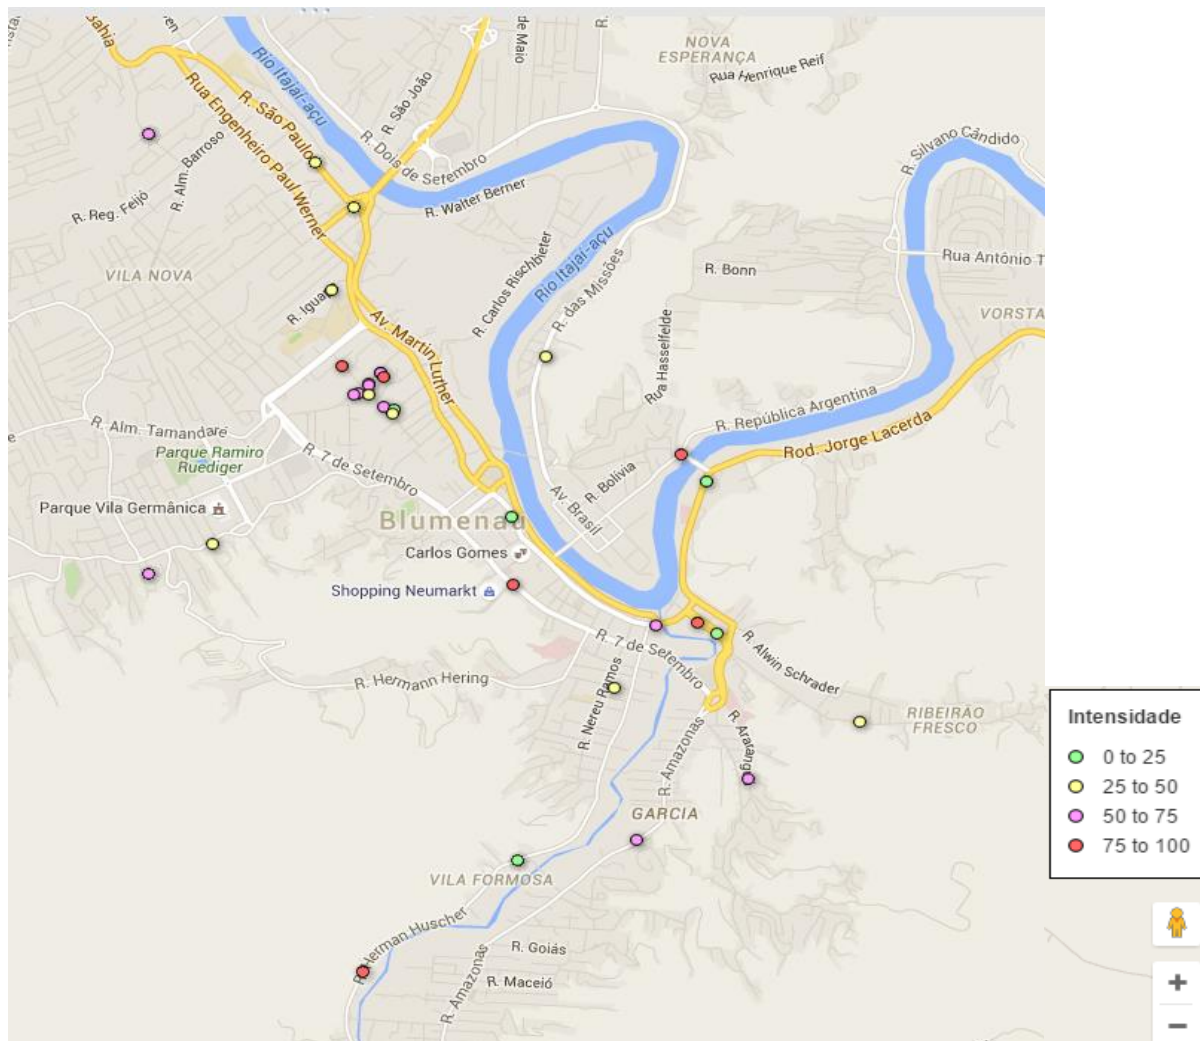 Bahia
de Maio
R.
NOVA
ESPERANÇA
Rua Henrique Reif
Rio Itajaí-açu
R. São João
R. São Paulo
Rua Engenheiro Paul Werner
R. Dois de Setembro
R. Silvano Cândido
R. Alm. Barroso
R. Reg. Feijó
R. Walter Berner
VILA NOVA
R. Carlos Rischbieter
Rio Itajaí-açu
R. das Missões
R. Bonn
Rua Antônio T
R. Iguaç
Av. Martin Luther
Rua Hasselfelde
VORSTA
R. República Argentina
R. Alm. Tamandaré
Rod. Jorge Lacerda
Parque Ramiro
Ruediger
R. 7 de Setembro
R. Bolívia
Av. Brasil
Parque Vila Germânica
Blumenau
Carlos Gomes
Shopping Neumarkt
R. 7 de Setembro
R. Alwin Schrader
R. Hermann Hering
R. Nereu Ramos
R. Amazonas
R. Ararangu
RIBEIRÃO
FRESCO
Intensidade
0 to 25
25 to 50
50 to 75
75 to 100
GARCIA
VILA FORMOSA
R. Herman Huscher
R. Goiás
R. Amazonas
R. Maceió
+
−